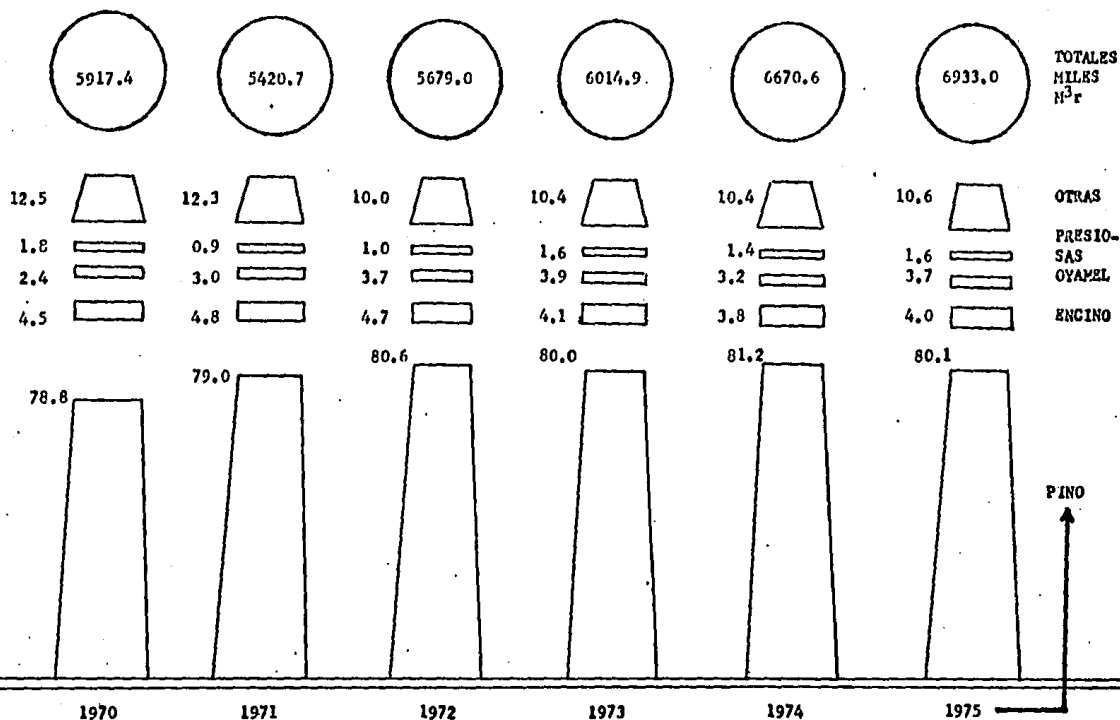 5917.4 5420.7 5679.0 6014.9. 6670.6 6933.0 TOTALES
MILES
M³r
12.5 12.3 10.0 10.4 10.4 10.6 OTRAS
PRESIO-
1.8 0.9 1.0 1.6 1.4 1.6 SAS
2.4 3.0 3.7 3.9 3.2 3.7 OYAMEL
4.5 4.8 4.7 4.1 3.8 4.0 ENCINO
78.8 79.0 80.6 80.0 81.2 80.1
PINO
1970 1971 1972 1973 1974 1975